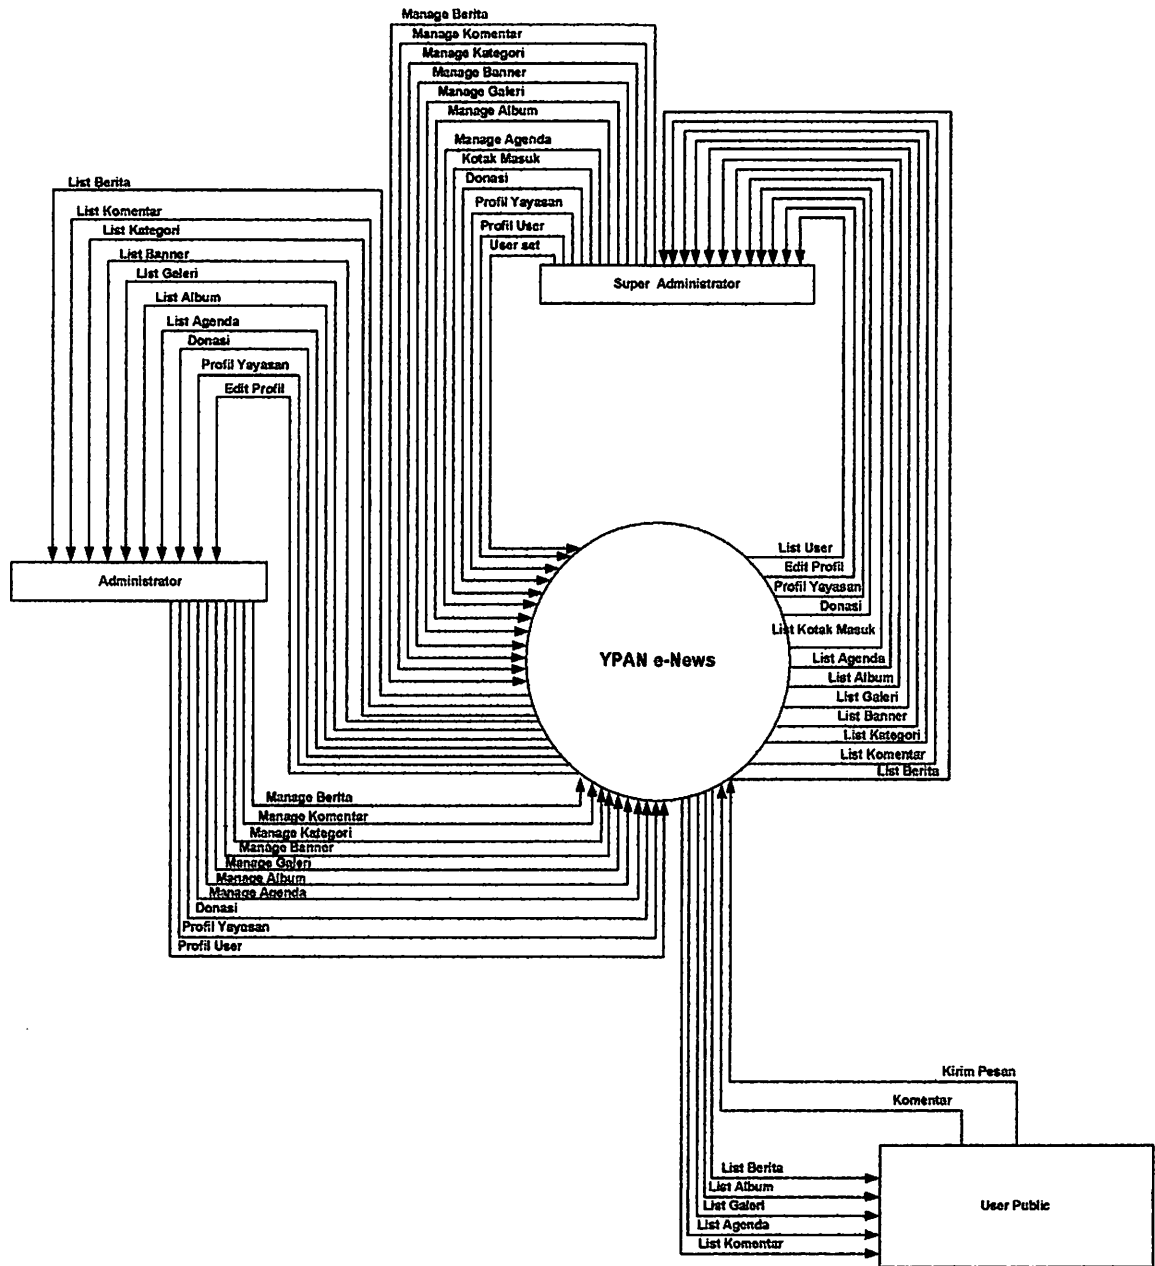 Manage Berita
Manage Komentar
Manage Kategori
Manage Banner
Manage Galeri
Manage Album
Manage Agenda
Kotak Masuk
Donasi
Profil Yayasan
Profil User
User set
List Berita
List Komentar
List Kategori
List Banner
List Galeri
List Album
List Agenda
Donasi
Profil Yayasan
Edit Profil
Super Administrator
Administrator
YPAN e-News
List User
Edit Profil
Profil Yayasan
Donasi
List Kotak Masuk
List Agenda
List Album
List Galeri
List Banner
List Kategori
List Komentar
List Berita
Manage Berita
Manage Komentar
Manage Kategori
Manage Banner
Manage Galeri
Manage Album
Manage Agenda
Donasi
Profil Yayasan
Profil User
Kirim Pesan
Komentar
List Berita
List Album
List Galeri
List Agenda
List Komentar
User Public